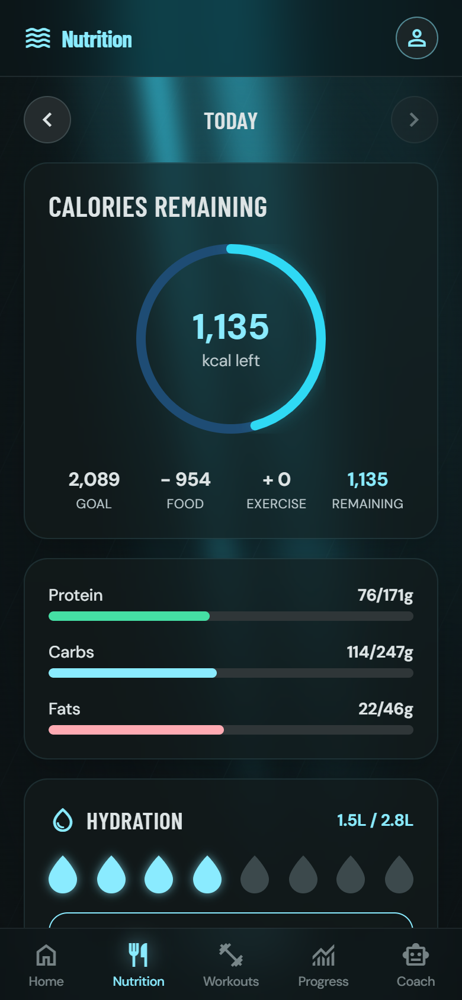 Nutrition
TODAY
CALORIES REMAINING
1,135
kcal left
2,089 - 954 + 0 1,135
GOAL FOOD EXERCISE REMAINING
Protein 76/171g
Carbs 114/247g
Fats 22/46g
HYDRATION 1.5L / 2.8L
Home Nutrition Workouts Progress Coach